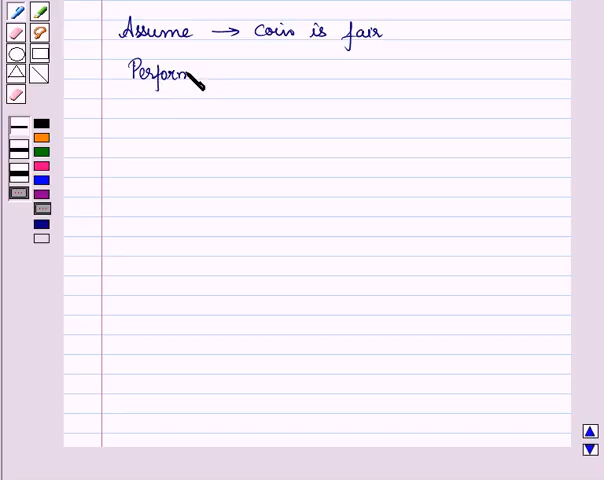 Assume → coin is fair
Perform